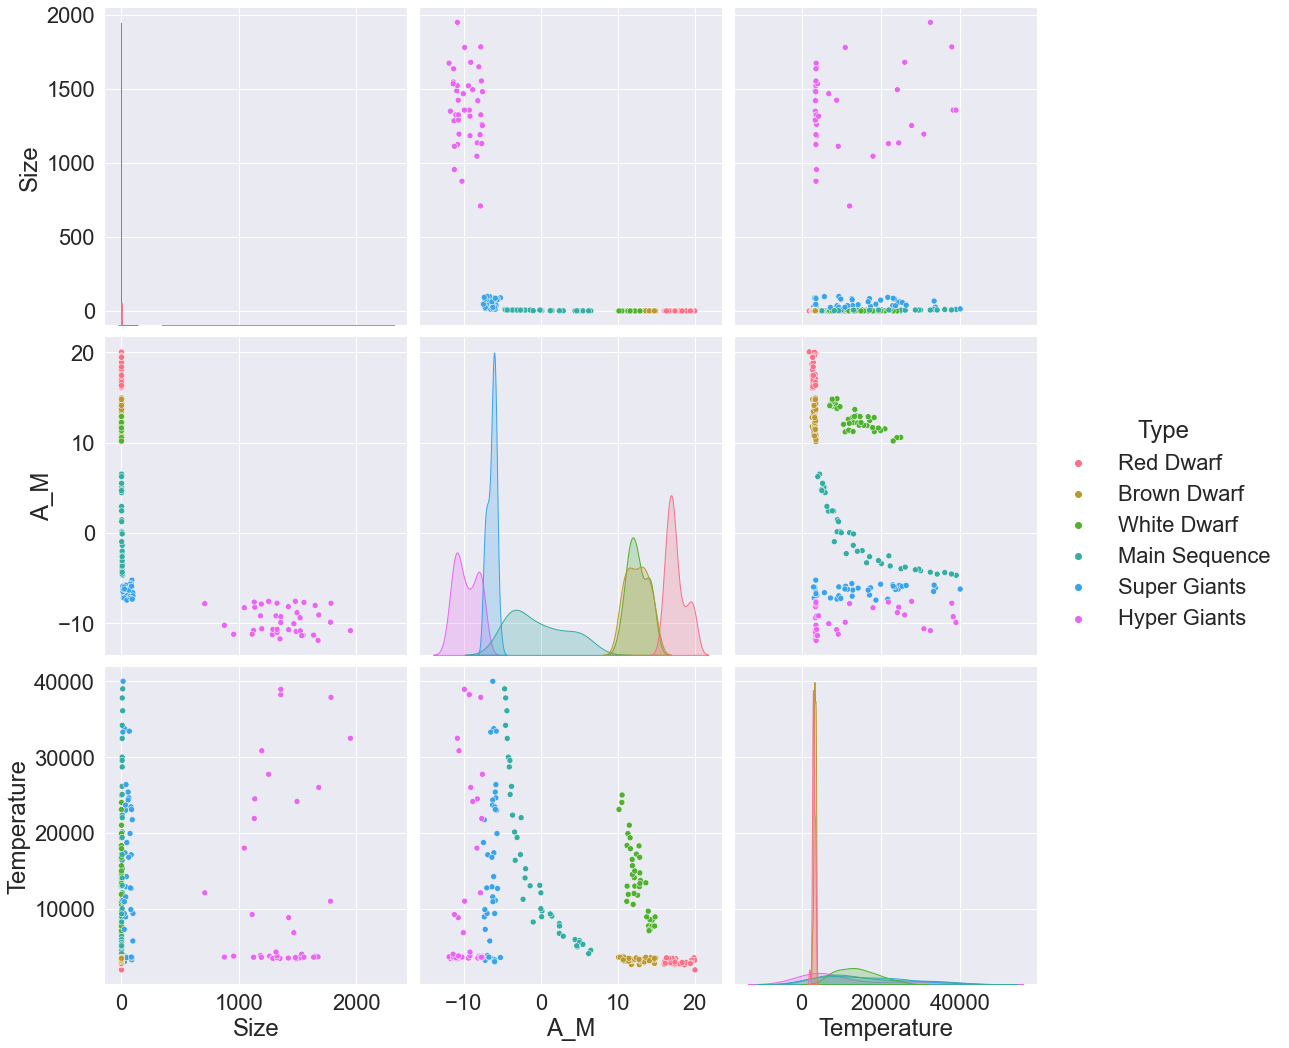 2000
1500
1000
500
0
Size
20
10
0
−10
A_M
40000
30000
20000
10000
Temperature
0 1000 2000
Size
−10 0 10 20
A_M
0 20000 40000
Temperature
Type
Red Dwarf
Brown Dwarf
White Dwarf
Main Sequence
Super Giants
Hyper Giants